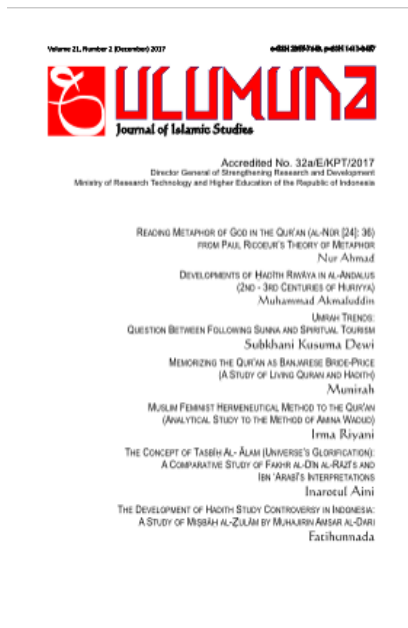 Volume 21, Number 2 (December) 2017
ULUMUNA
Journal of Islamic Studies
Accredited No. 32a/E/KPT/2017
Director General of Strengthening Research and Development
Ministry of Research Technology and Higher Education of the Republic of Indonesia
READING METAPHOR OF GOD IN THE QUR'AN (AL-NŪR [24]: 36)
FROM PAUL RICOEUR'S THEORY OF METAPHOR
Nur Ahmad
DEVELOPMENTS OF HADĪTH RIWĀYA IN AL-ANDALUS
(2ND - 3RD CENTURIES OF HIJRIYYA)
Muhammad Akmaluddin
UMRAH TRENDS:
QUESTION BETWEEN FOLLOWING SUNNA AND SPIRITUAL TOURISM
Subkhani Kusuma Dewi
MEMORIZING THE QUR'AN AS BANJARESE BRIDE-PRICE
(A STUDY OF LIVING QURAN AND HADITH)
Munirah
MUSLIM FEMINIST HERMENEUTICAL METHOD TO THE QUR'AN
(ANALYTICAL STUDY TO THE METHOD OF AMINA WADUD)
Irma Riyani
THE CONCEPT OF TASBĪḤ AL- ĀLAM (UNIVERSE'S GLORIFICATION):
A COMPARATIVE STUDY OF FAKHR AL-DĪN AL-RĀZĪ'S AND
IBN 'ARABĪ'S INTERPRETATIONS
Inarotul Aini
THE DEVELOPMENT OF HADITH STUDY CONTROVERSY IN INDONESIA:
A STUDY OF MIṢBĀH AL-ẒULĀM BY MUHAJIRIN AMSAR AL-DARI
Fatihunnada